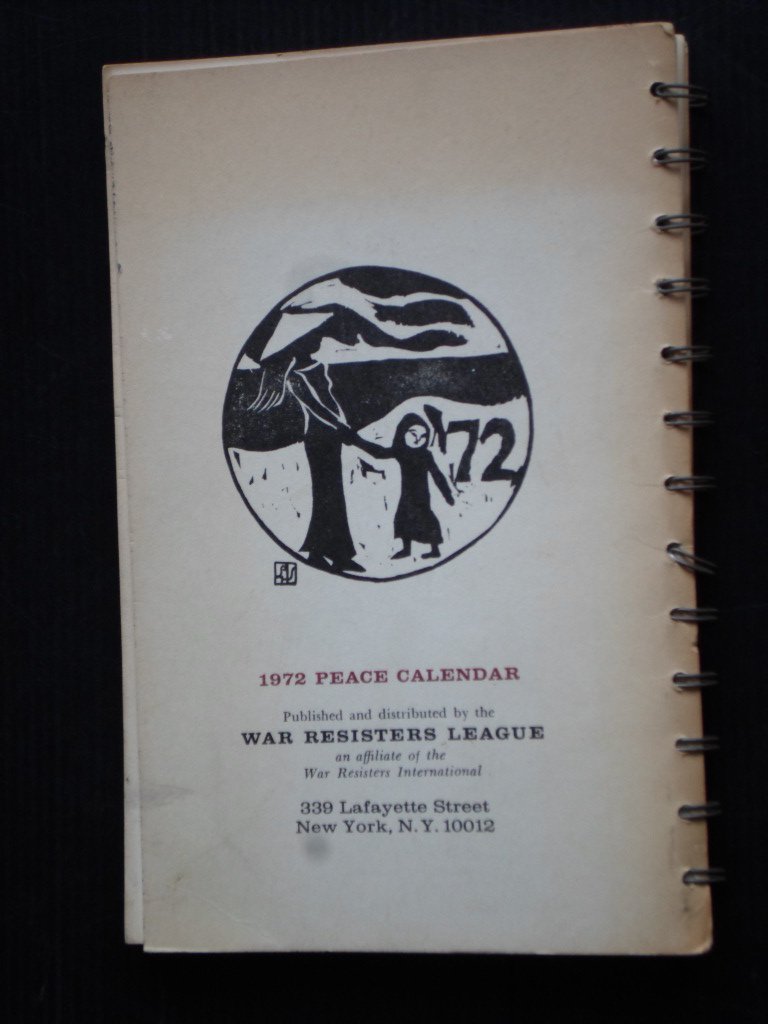 '72
1972 PEACE CALENDAR
Published and distributed by the
WAR RESISTERS LEAGUE
an affiliate of the
War Resisters International
339 Lafayette Street
New York, N.Y. 10012